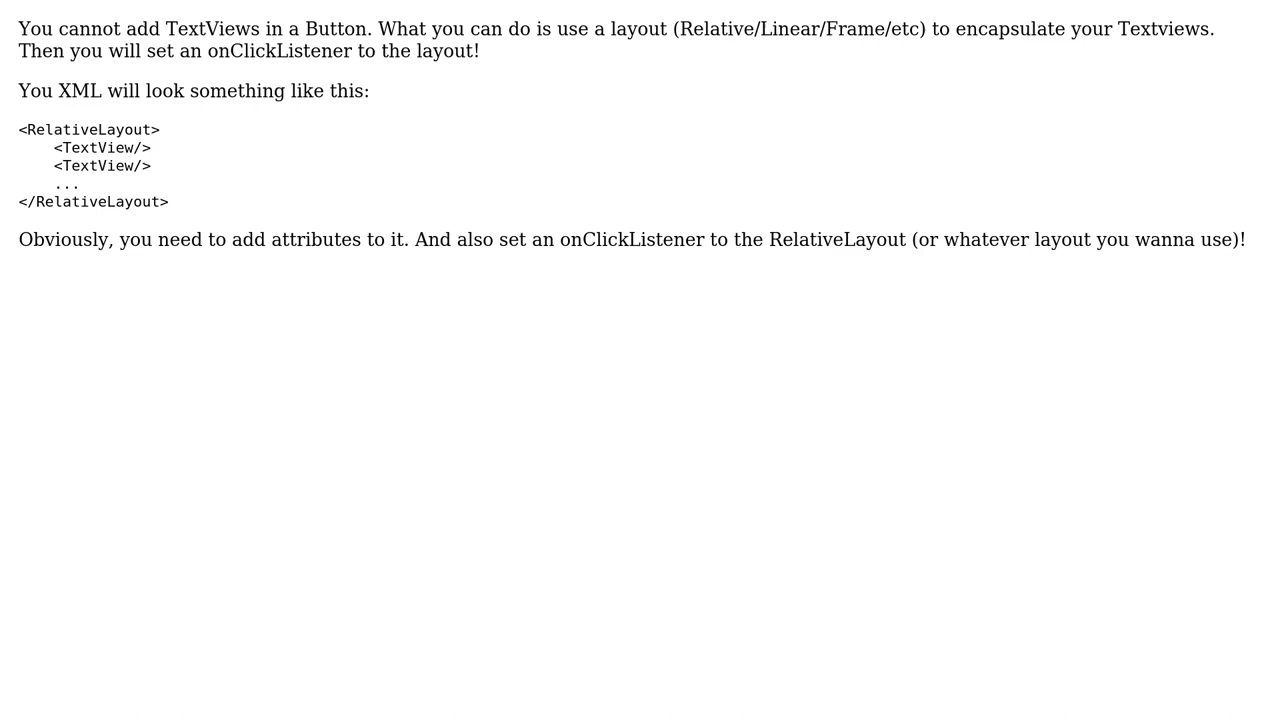 You cannot add TextViews in a Button. What you can do is use a layout (Relative/Linear/Frame/etc) to encapsulate your Textviews.
Then you will set an onClickListener to the layout!
You XML will look something like this:
<RelativeLayout>
    <TextView/>
    <TextView/>
    ...
</RelativeLayout>
Obviously, you need to add attributes to it. And also set an onClickListener to the RelativeLayout (or whatever layout you wanna use)!